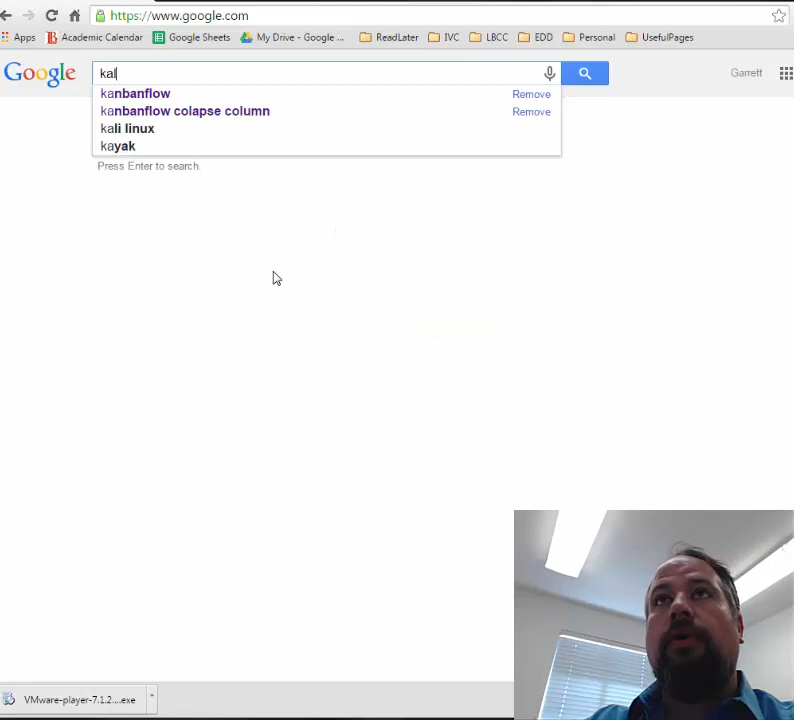 https://www.google.com
Apps Academic Calendar Google Sheets My Drive - Google ... ReadLater IVC LBCC EDD Personal UsefulPages
Google kal Garrett
kanbanflow Remove
kanbanflow colapse column Remove
kali linux
kayak
Press Enter to search.
VMware-player-7.1.2....exe